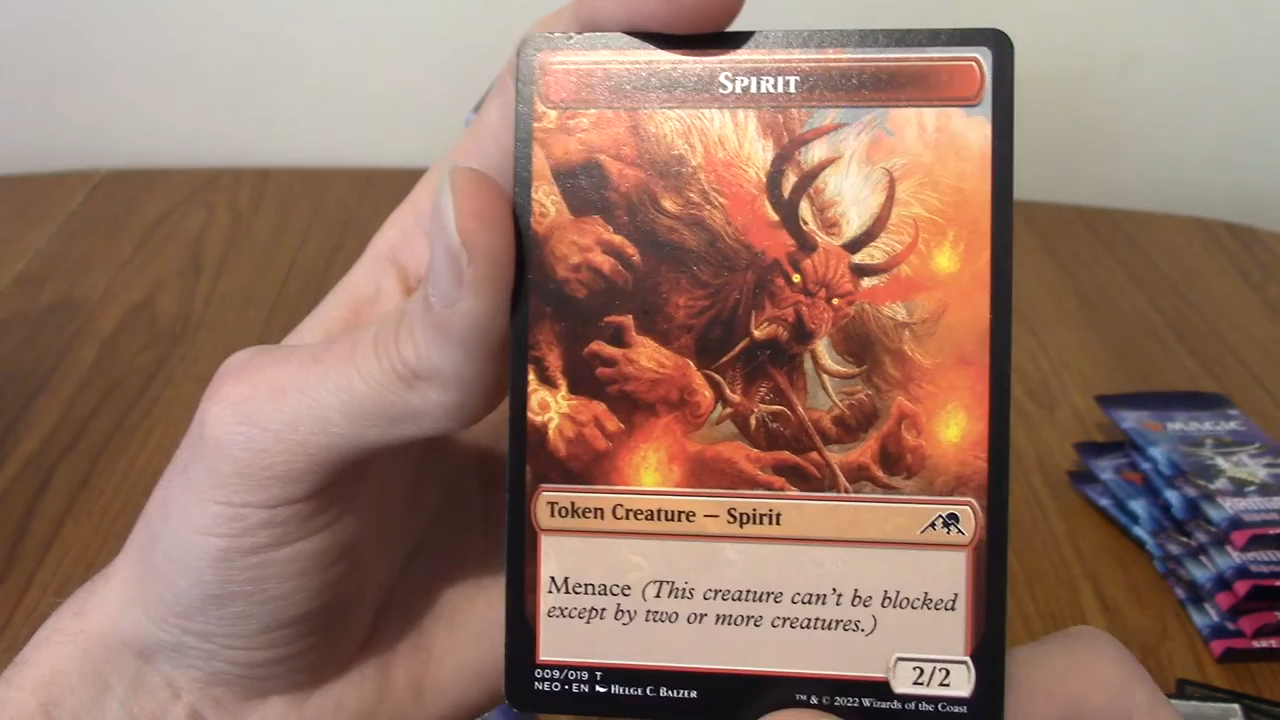 SPIRIT
Token Creature — Spirit
Menace (This creature can't be blocked
except by two or more creatures.)
2/2
009/019 T
NEO • EN HELGE C. BALZER
™ & © 2022 Wizards of the Coast
MAGIC